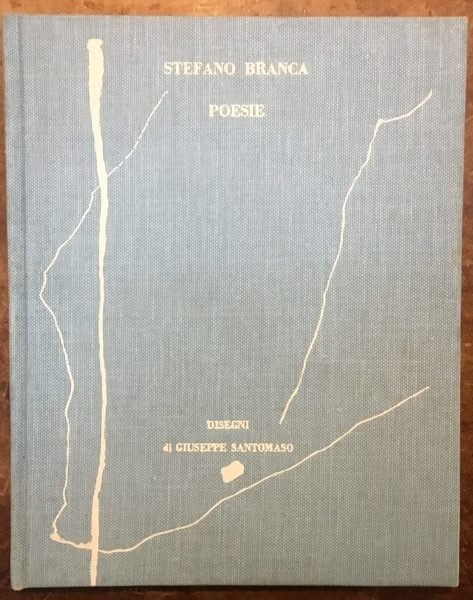 STEFANO BRANCA
POESIE
DISEGNI
di GIUSEPPE SANTOMASO